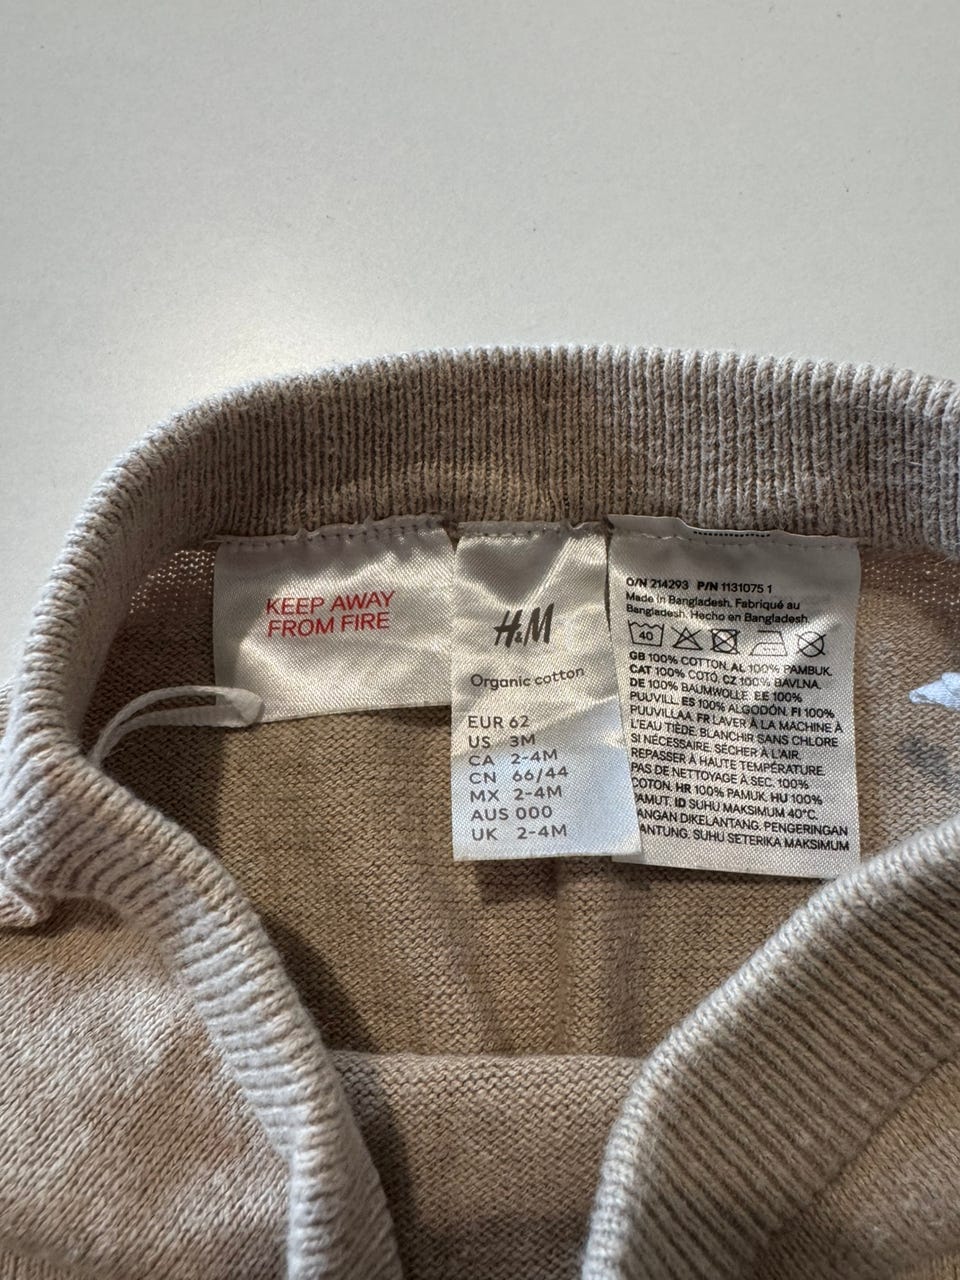 KEEP AWAY
FROM FIRE
H&M
Organic cotton
EUR 62
US 3M
CA 2-4M
CN 66/44
MX 2-4M
AUS 000
UK 2-4M
O/N 214293 P/N 1131075 1
Made in Bangladesh. Fabriqué au
Bangladesh. Hecho en Bangladesh.
40
GB 100% COTTON. AL 100% PAMBUK.
CAT 100% COTÓ. CZ 100% BAVLNA.
DE 100% BAUMWOLLE. EE 100%
PUUVILL. ES 100% ALGODÓN. FI 100%
PUUVILLAA. FR LAVER À LA MACHINE À
L'EAU TIÈDE. BLANCHIR SANS CHLORE
SI NÉCESSAIRE. SÉCHER À L'AIR.
REPASSER À HAUTE TEMPÉRATURE.
PAS DE NETTOYAGE À SEC. 100%
COTON. HR 100% PAMUK. HU 100%
PAMUT. ID SUHU MAKSIMUM 40°C.
ANGAN DIKELANTANG. PENGERINGAN
ANTUNG. SUHU SETERIKA MAKSIMUM